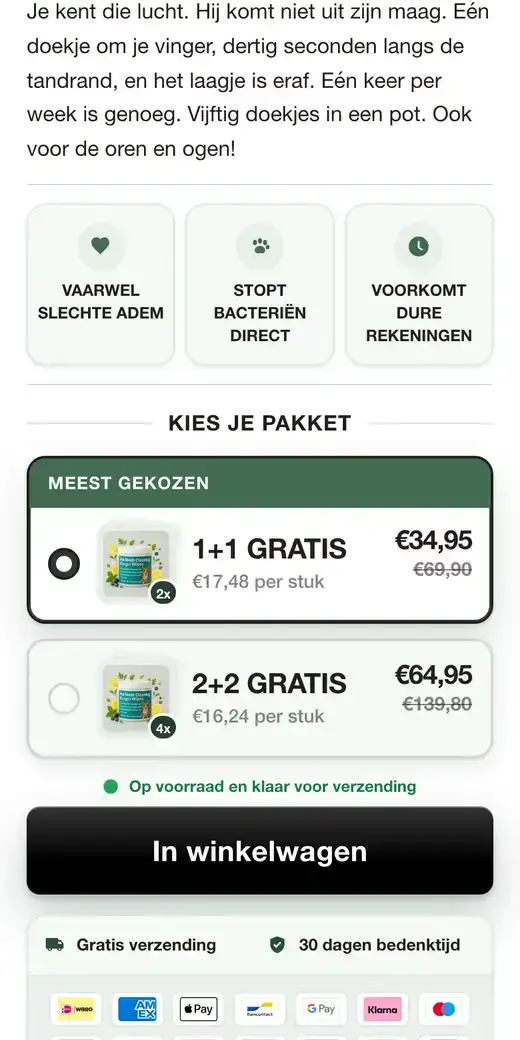 Je kent die lucht. Hij komt niet uit zijn maag. Eén
doekje om je vinger, dertig seconden langs de
tandrand, en het laagje is eraf. Eén keer per
week is genoeg. Vijftig doekjes in een pot. Ook
voor de oren en ogen!
VAARWEL
SLECHTE ADEM
STOPT
BACTERIËN
DIRECT
VOORKOMT
DURE
REKENINGEN
KIES JE PAKKET
MEEST GEKOZEN
2x
1+1 GRATIS
€17,48 per stuk
€34,95
€69,90
4x
2+2 GRATIS
€16,24 per stuk
€64,95
€139,80
Op voorraad en klaar voor verzending
In winkelwagen
Gratis verzending
30 dagen bedenktijd
wero
AM
EX
Pay
Bancontact
G Pay
Klarna